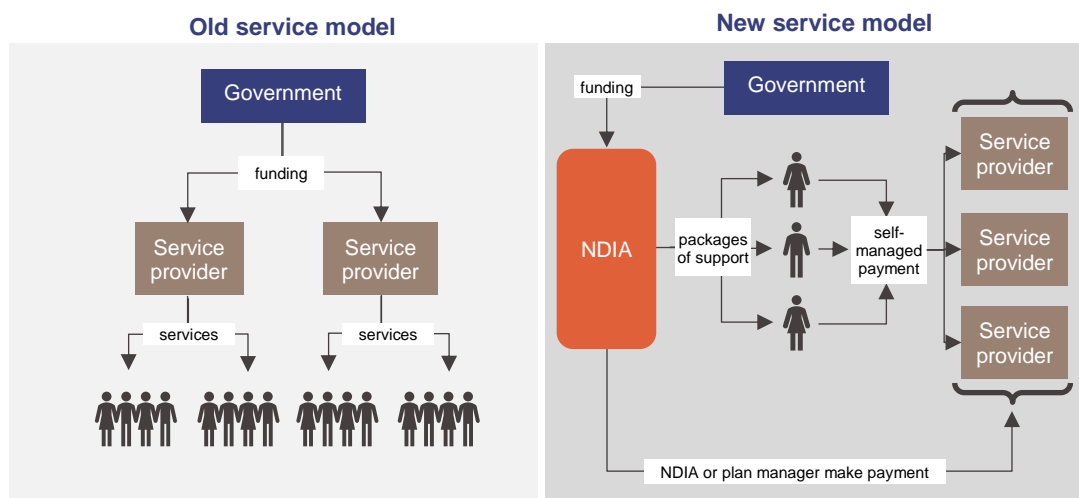 Old service model
Government
funding
Service
provider
Service
provider
services
services
New service model
funding
Government
NDIA
packages
of support
self-
managed
payment
Service
provider
Service
provider
Service
provider
NDIA or plan manager make payment